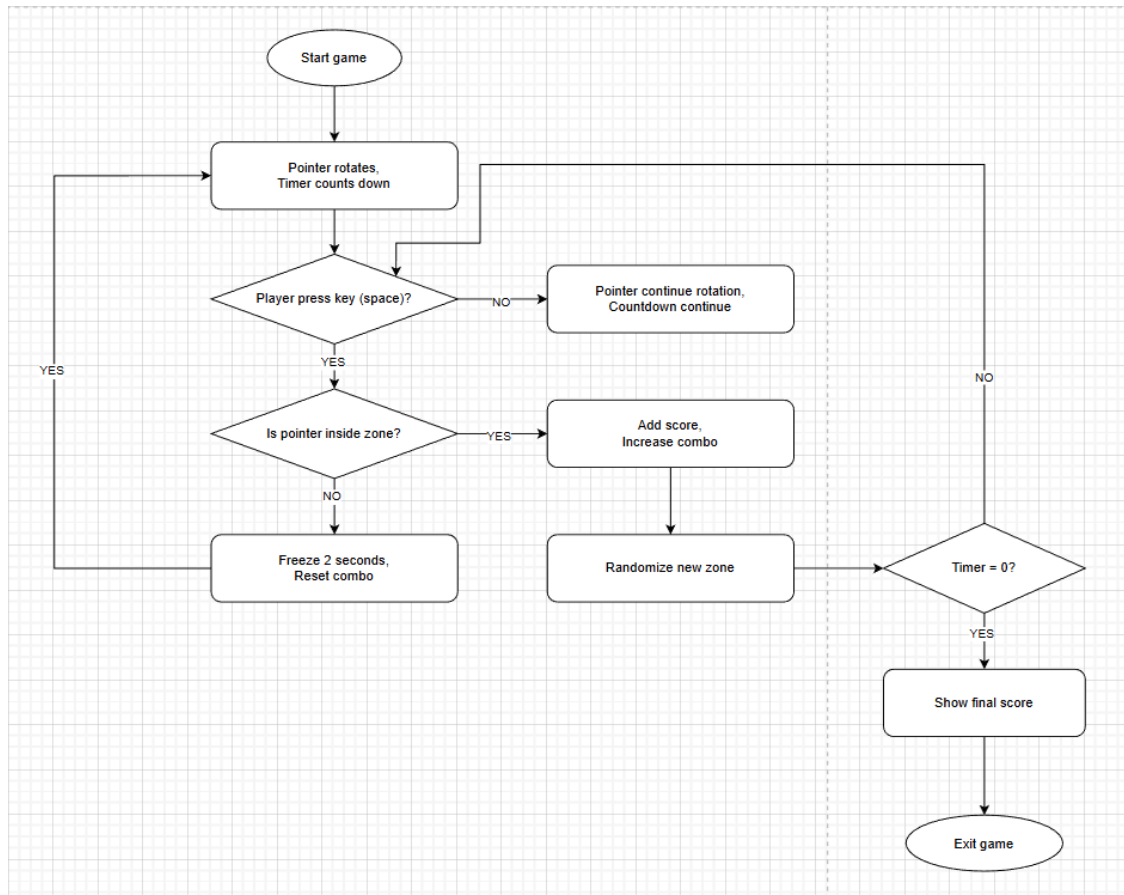 Start game
Pointer rotates,
Timer counts down
Player press key (space)?
NO
Pointer continue rotation,
Countdown continue
YES
YES
NO
Is pointer inside zone?
YES
Add score,
Increase combo
NO
Freeze 2 seconds,
Reset combo
Randomize new zone
Timer = 0?
YES
Show final score
Exit game